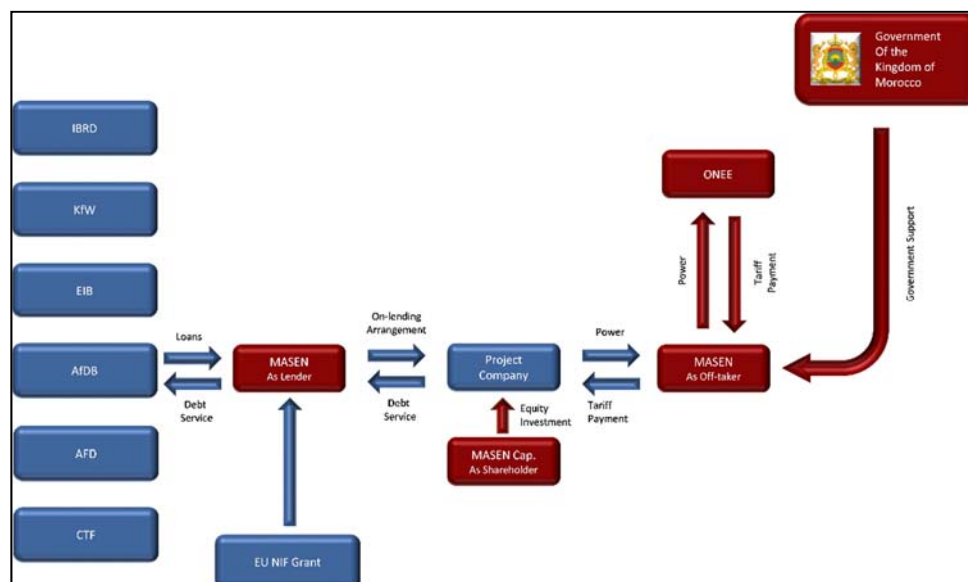 Government
Of the
Kingdom of
Morocco
IBRD
ONEE
KfW
Government Support
Power
Tariff
Payment
EIB
On-lending
Arrangement
Loans
Power
AfDB
MASEN
As Lender
Project
Company
MASEN
As Off-taker
Debt
Service
Debt
Service
Equity
Investment
Tariff
Payment
AFD
MASEN Cap.
As Shareholder
CTF
EU NIF Grant